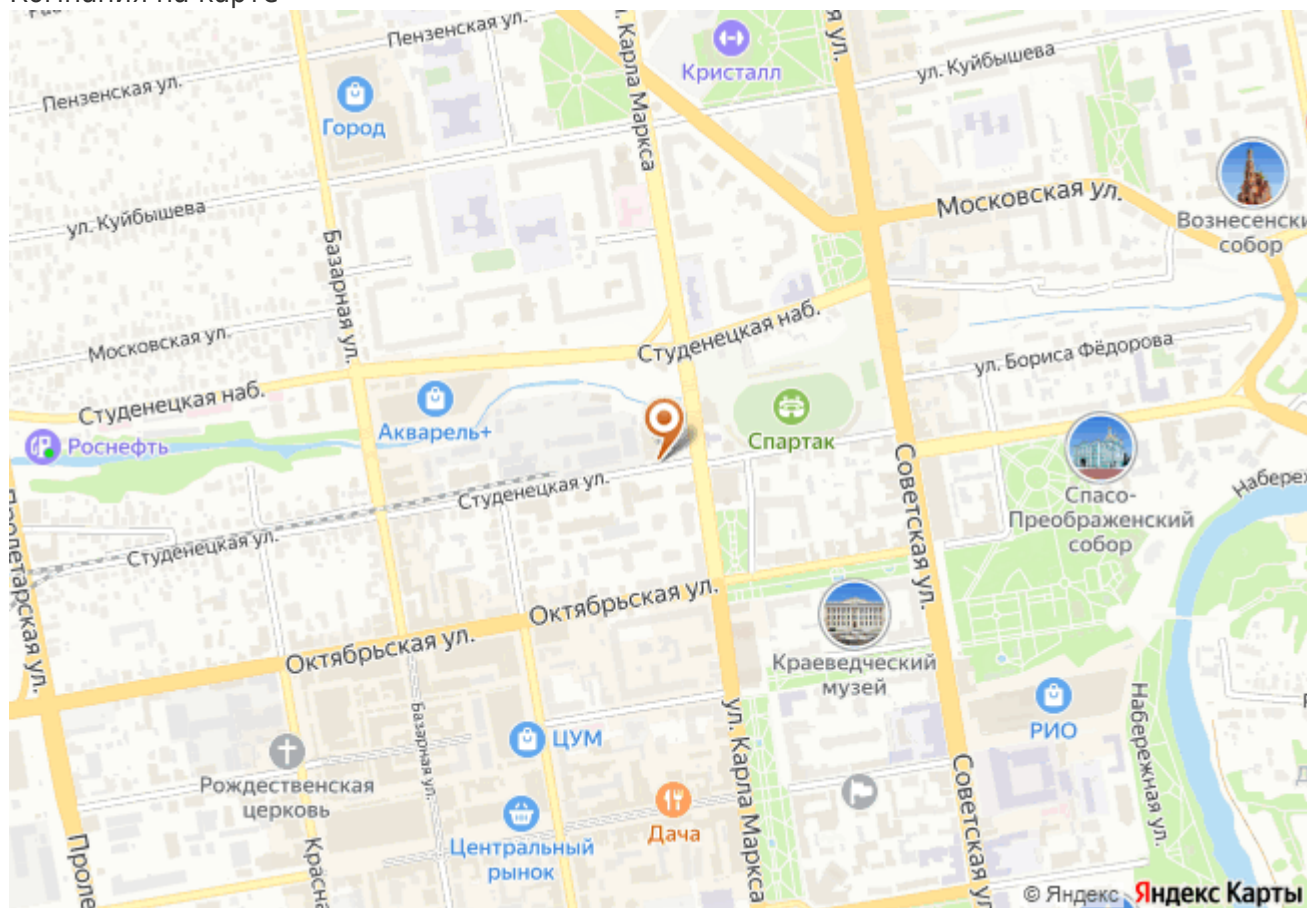 Компания на карте
Пензенская ул.
Пензенская ул.
Город
ул. Куйбышева
Базарная ул.
Карла Маркса
Кристалл
ул. Куйбышева
Московская ул.
собор
Московская ул.
Студенецкая наб.
Студенецкая наб.
ул. Бориса Фёдорова
Роснефть
Акварель+
Спартак
Советская ул.
Спасо-
Преображенский
собор
Студенецкая ул.
Студенецкая ул.
Октябрьская ул.
Октябрьская ул.
Краеведческий
музей
РИО
Набережная ул.
Базарная ул.
ЦУМ
ул. Карла Маркса
Рождественская
церковь
Дача
Центральный
рынок
Советская ул.
© Яндекс Яндекс Карты